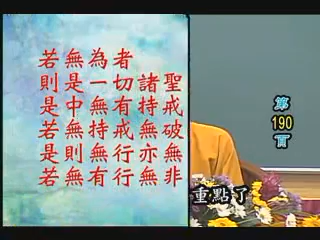 若無為者
則是一切諸聖
是中無有持戒
若無持戒無破
是則無行亦無
若無有行無非
第
190
頁
重點了